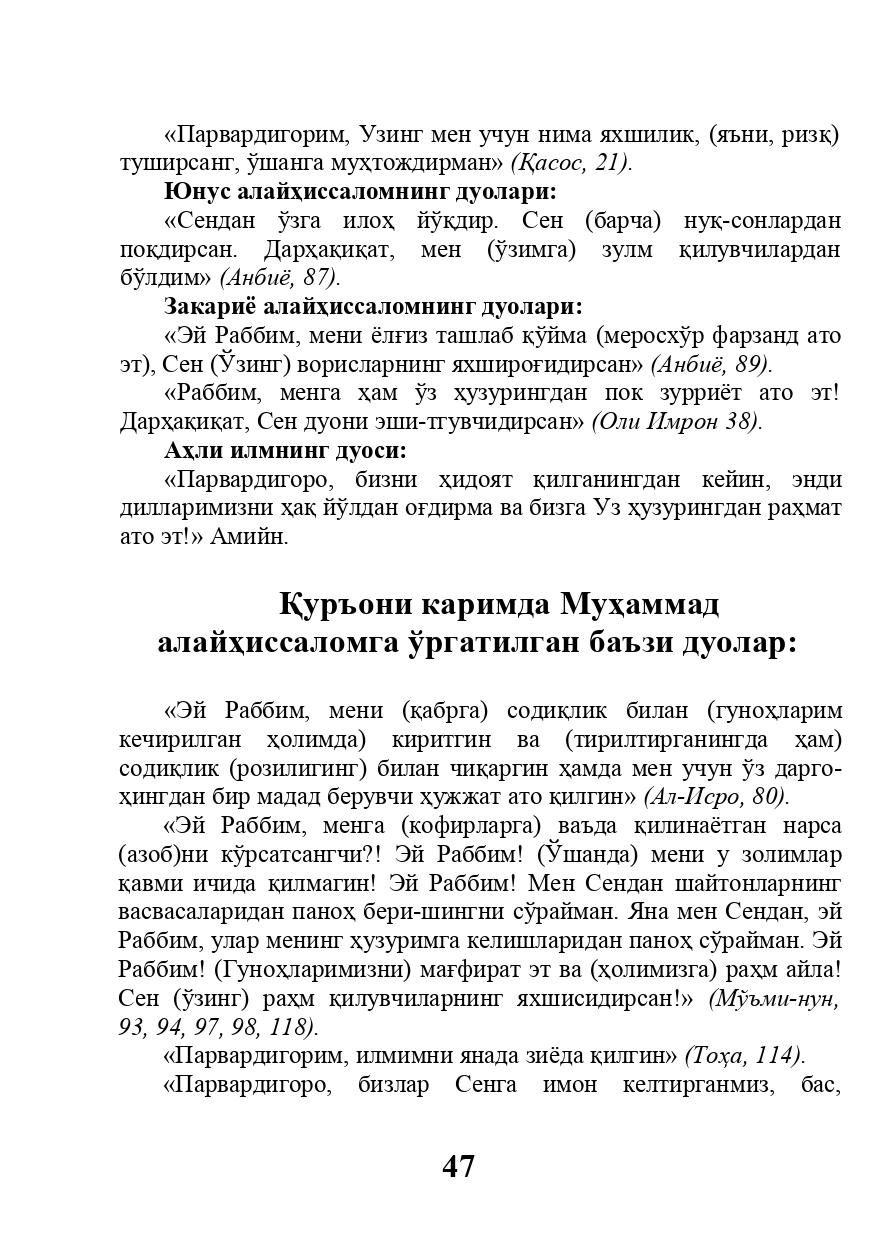 «Парвардигорим, Узинг мен учун нима яхшилик, (яъни, ризқ)
туширсанг, ўшанга муҳтождирман» (Қасос, 21).
Юнус алайҳиссаломнинг дуолари:
«Сендан ўзга илоҳ йўқдир. Сен (барча) нуқ-сонлардан
поқдирсан. Дарҳақиқат, мен (ўзимга) зулм қилувчилардан
бўлдим» (Анбиё, 87).
Закариё алайҳиссаломнинг дуолари:
«Эй Раббим, мени ёлғиз ташлаб қўйма (меросхўр фарзанд ато
эт), Сен (Ўзинг) ворисларнинг яхшироғидирсан» (Анбиё, 89).
«Раббим, менга ҳам ўз ҳузурингдан пок зурриёт ато эт!
Дарҳақиқат, Сен дуони эши-тгувчидирсан» (Оли Имрон 38).
Аҳли илмнинг дуоси:
«Парвардигоро, бизни ҳидоят қилганингдан кейин, энди
дилларимизни ҳақ йўлдан оғдирма ва бизга Уз ҳузурингдан раҳмат
ато эт!» Амийн.
Қуръони каримда Муҳаммад
алайҳиссаломга ўргатилган баъзи дуолар:
«Эй Раббим, мени (қабрга) содиқлик билан (гуноҳларим
кечирилган ҳолимда) киритгин ва (тирилтирганингда ҳам)
содиқлик (розилигинг) билан чиқаргин ҳамда мен учун ўз дарго-
ҳингдан бир мадад берувчи ҳужжат ато қилгин» (Ал-Исро, 80).
«Эй Раббим, менга (кофирларга) ваъда қилинаётган нарса
(азоб)ни кўрсатсангчи?! Эй Раббим! (Ўшанда) мени у золимлар
қавми ичида қилмагин! Эй Раббим! Мен Сендан шайтонларнинг
васвасаларидан паноҳ бери-шингни сўрайман. Яна мен Сендан, эй
Раббим, улар менинг ҳузуримга келишларидан паноҳ сўрайман. Эй
Раббим! (Гуноҳларимизни) мағфират эт ва (ҳолимизга) раҳм айла!
Сен (ўзинг) раҳм қилувчиларнинг яхшисидирсан!» (Мўъми-нун,
93, 94, 97, 98, 118).
«Парвардигорим, илмимни янада зиёда қилгин» (Тоҳа, 114).
«Парвардигоро, бизлар Сенга имон келтирганмиз, бас,
47